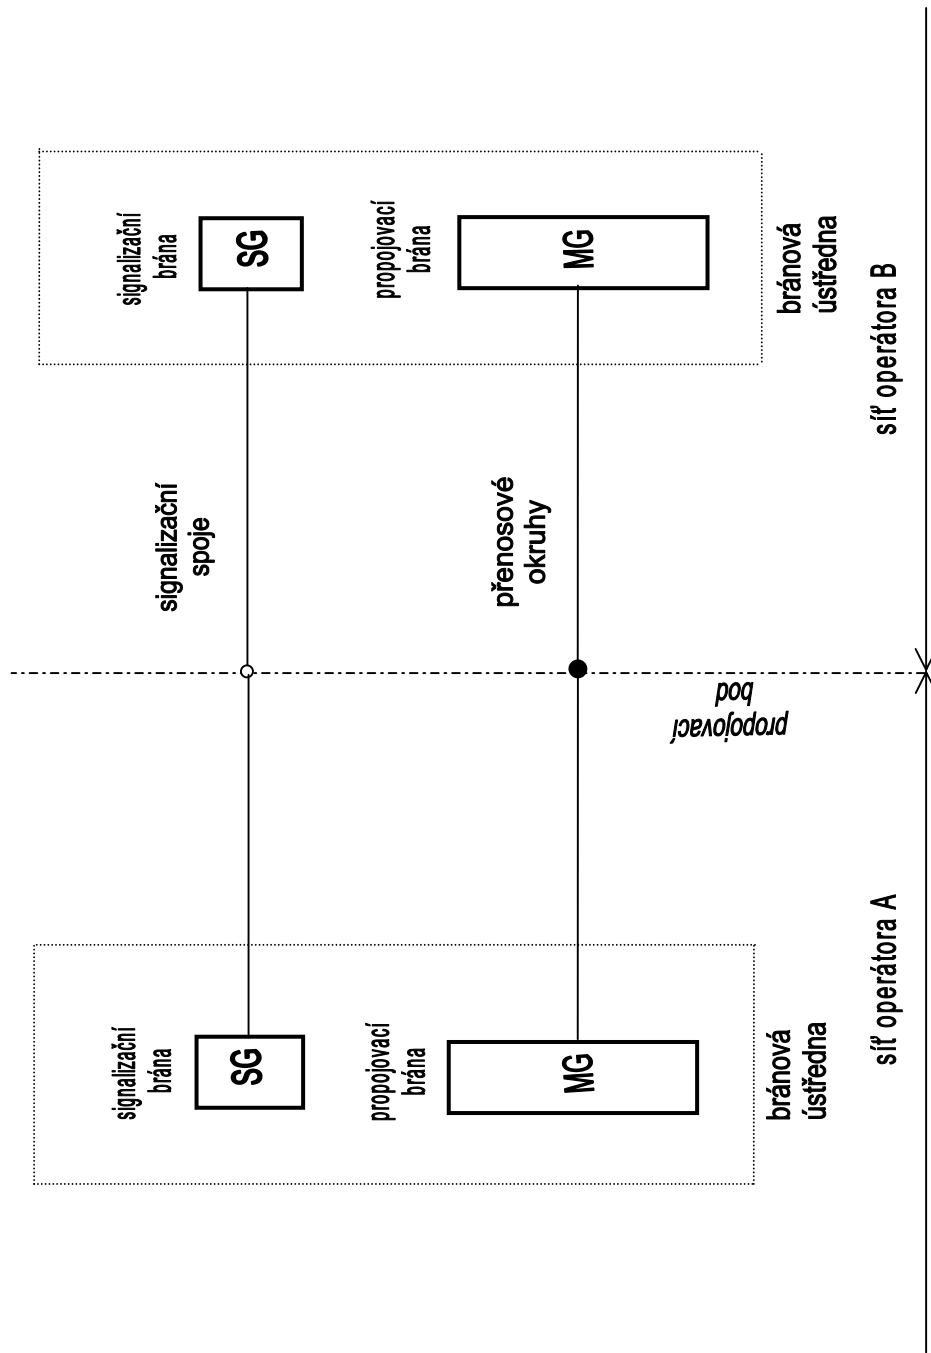 signalizační
brána
SG
propojovací
brána
MG
bránová
ústředna
síť operátora A
signalizační
spoje
přenosové
okruhy
propojovací
bod
signalizační
brána
SG
propojovací
brána
MG
bránová
ústředna
síť operátora B